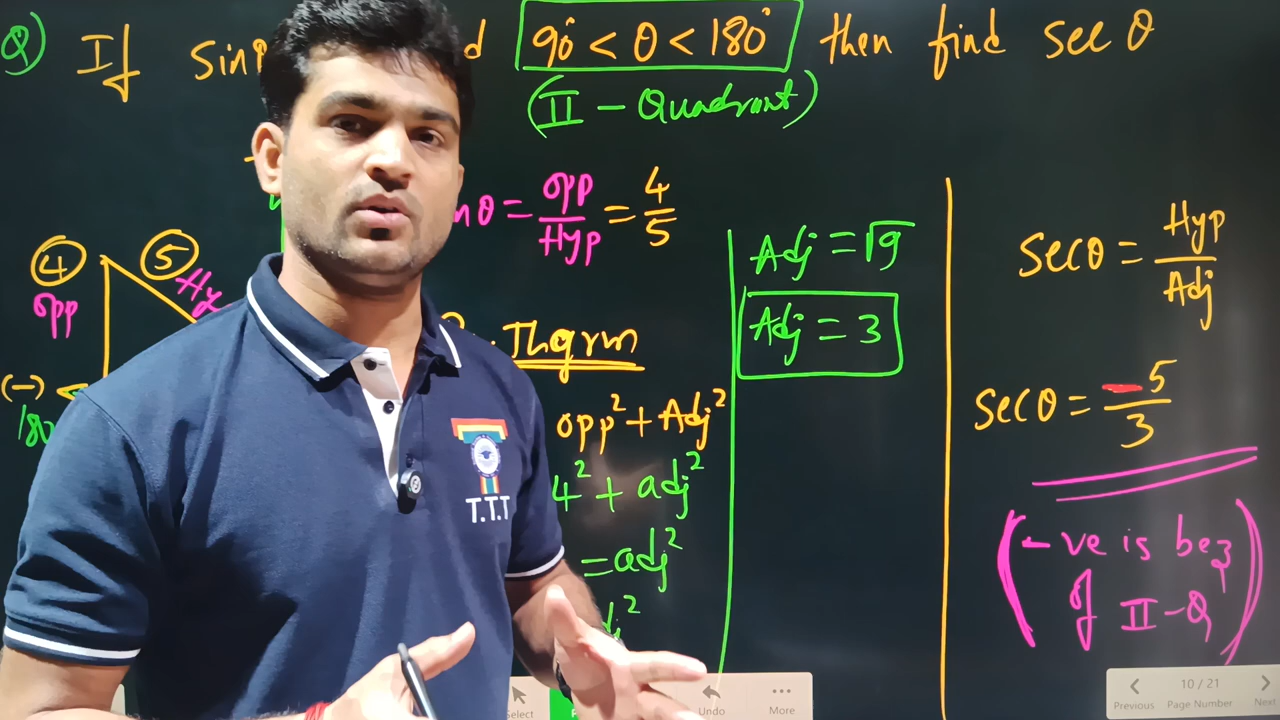 Q) If sin 90° < θ < 180° then find sec θ
(II - Quadrant)
θ = opp/Hyp = 4/5
4
5
opp
(-)
Thqrm
opp² + Adj²
4² + adj²
= adj²
Adj = √9
Adj = 3
secθ = Hyp/Adj
secθ = -5/3
(-ve is bez
of II-Q)
T.T.T
Select
Undo
More
Previous
10 / 21
Page Number
Next